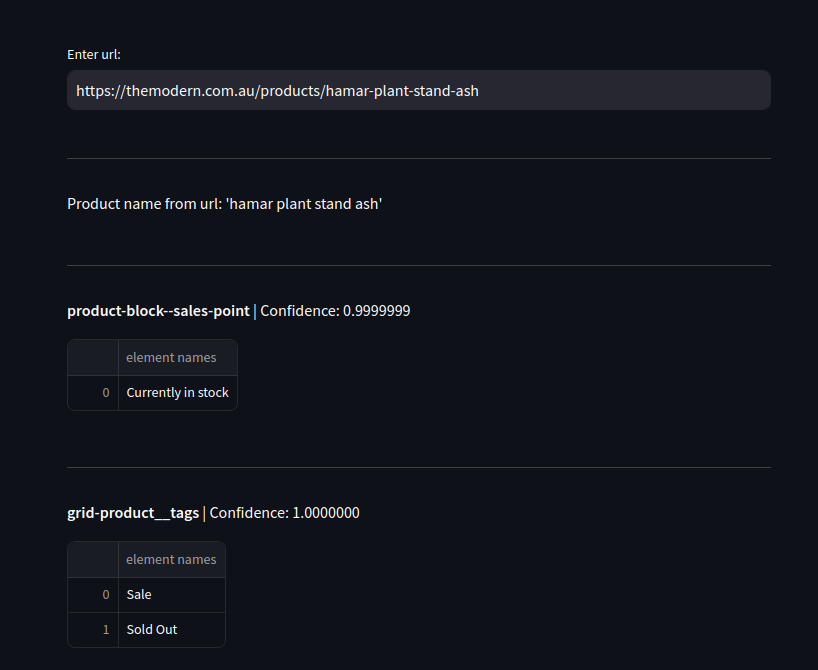 Enter url:
https://themodern.com.au/products/hamar-plant-stand-ash
Product name from url: 'hamar plant stand ash'
product-block--sales-point | Confidence: 0.9999999
element names
0 Currently in stock
grid-product__tags | Confidence: 1.0000000
element names
0 Sale
1 Sold Out